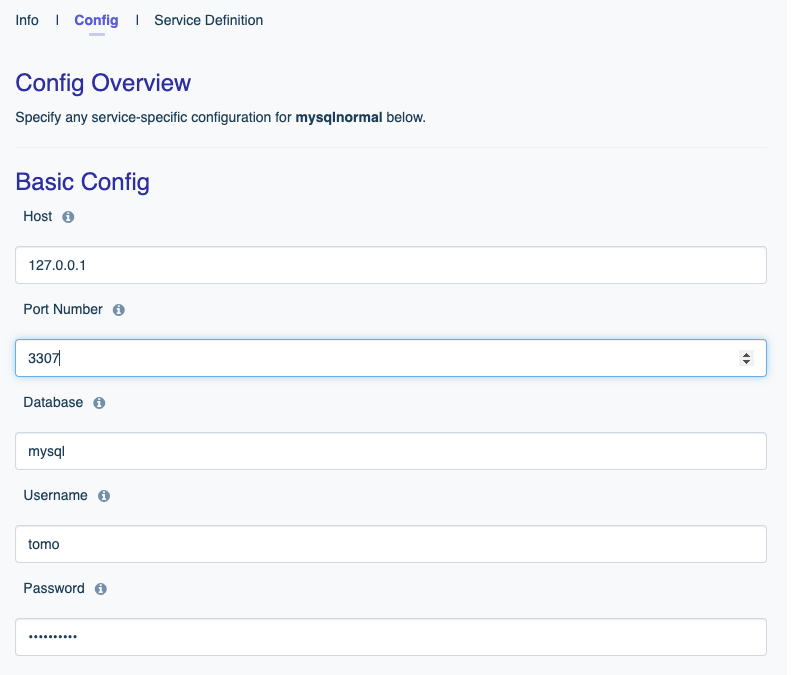 Info | Config | Service Definition
Config Overview
Specify any service-specific configuration for mysqlnormal below.
Basic Config
Host
127.0.0.1
Port Number
3307
Database
mysql
Username
tomo
Password
••••••••••